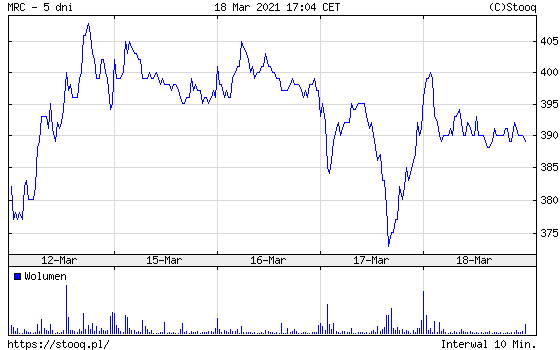 MRC - 5 dni 18 Mar 2021 17:04 CET (C)Stooq
405
400
395
390
385
380
375
12-Mar 15-Mar 16-Mar 17-Mar 18-Mar
Wolumen
https://stooq.pl/ Interwal 10 Min.